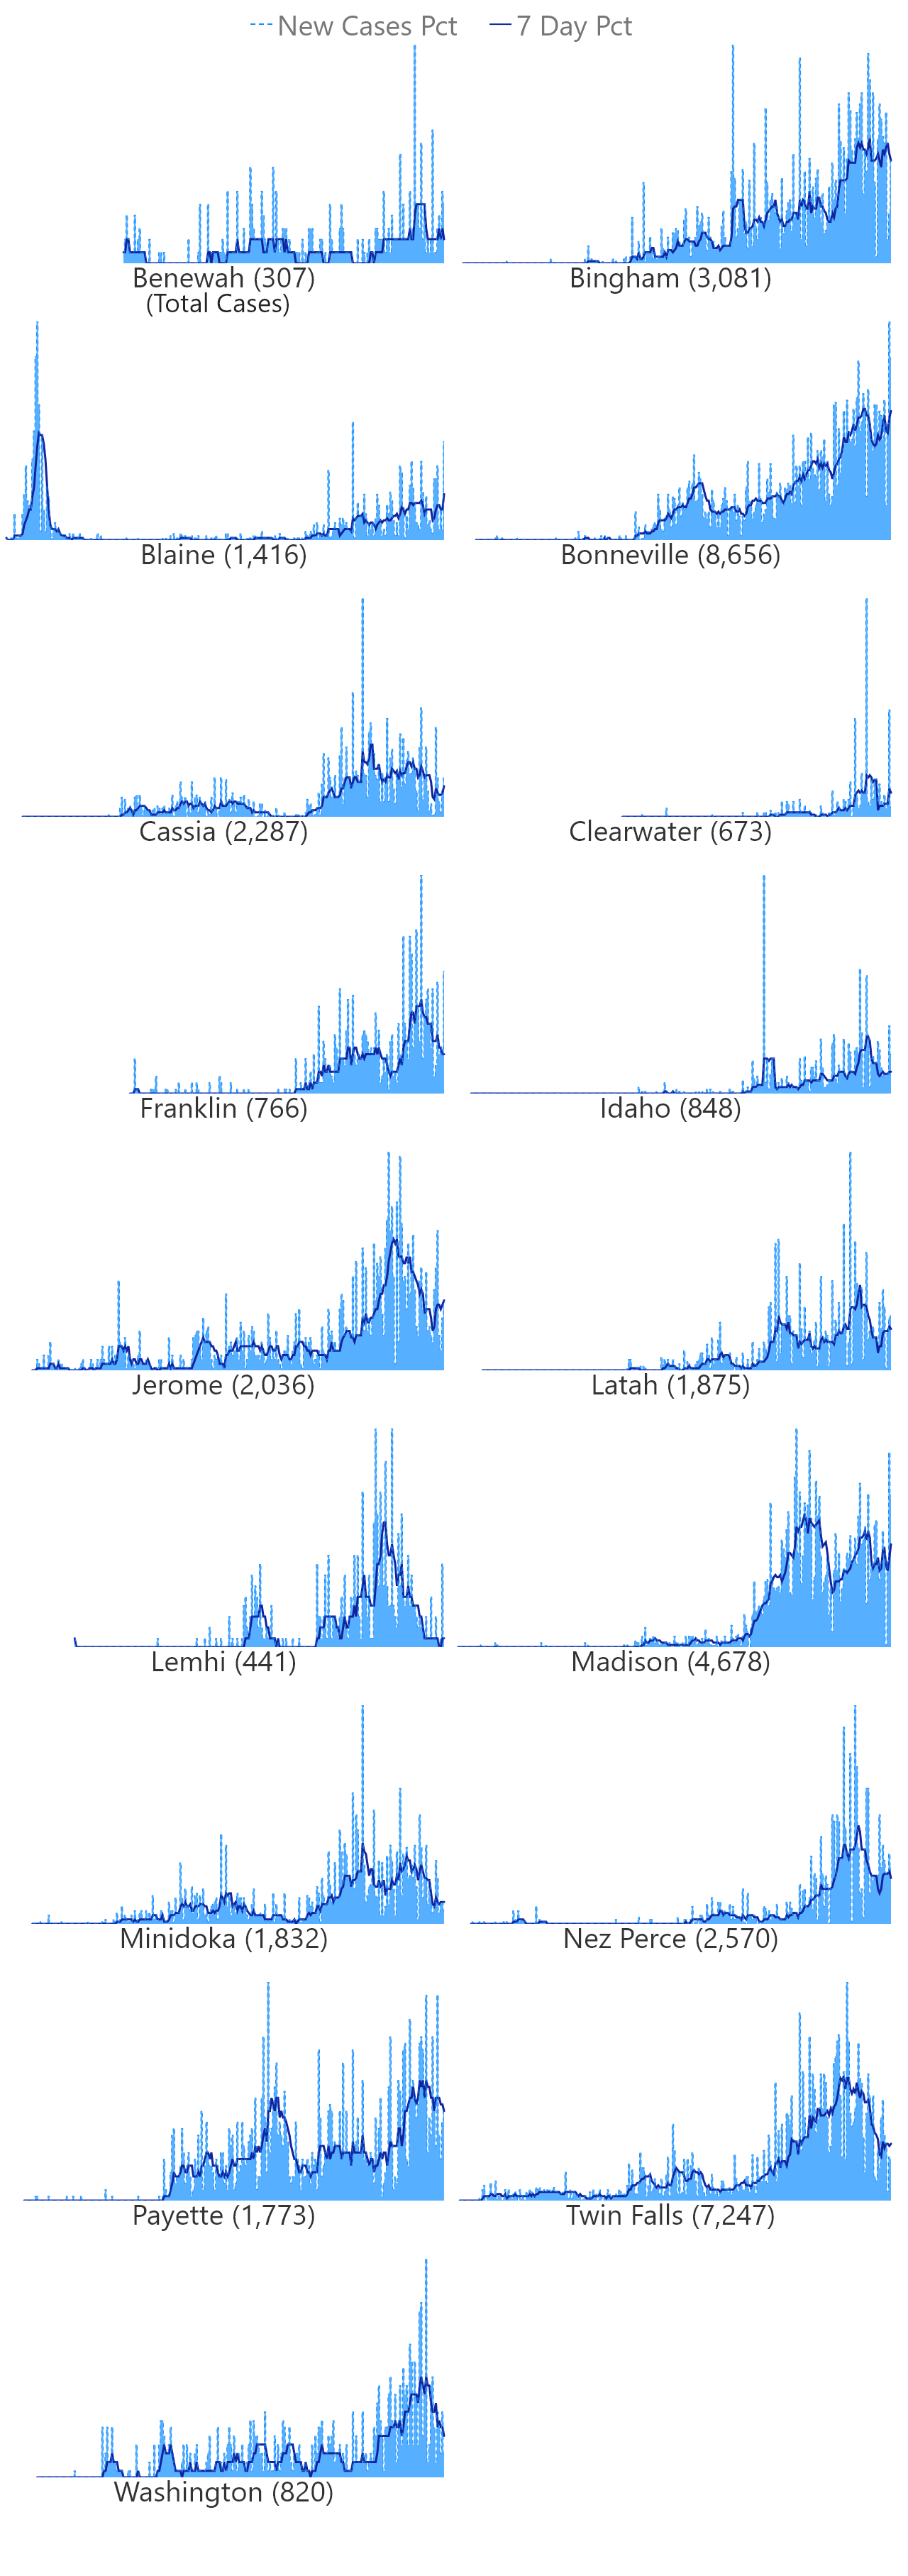 New Cases Pct 7 Day Pct
Benewah (307) Bingham (3,081)
(Total Cases)
Blaine (1,416) Bonneville (8,656)
Cassia (2,287) Clearwater (673)
Franklin (766) Idaho (848)
Jerome (2,036) Latah (1,875)
Lemhi (441) Madison (4,678)
Minidoka (1,832) Nez Perce (2,570)
Payette (1,773) Twin Falls (7,247)
Washington (820)